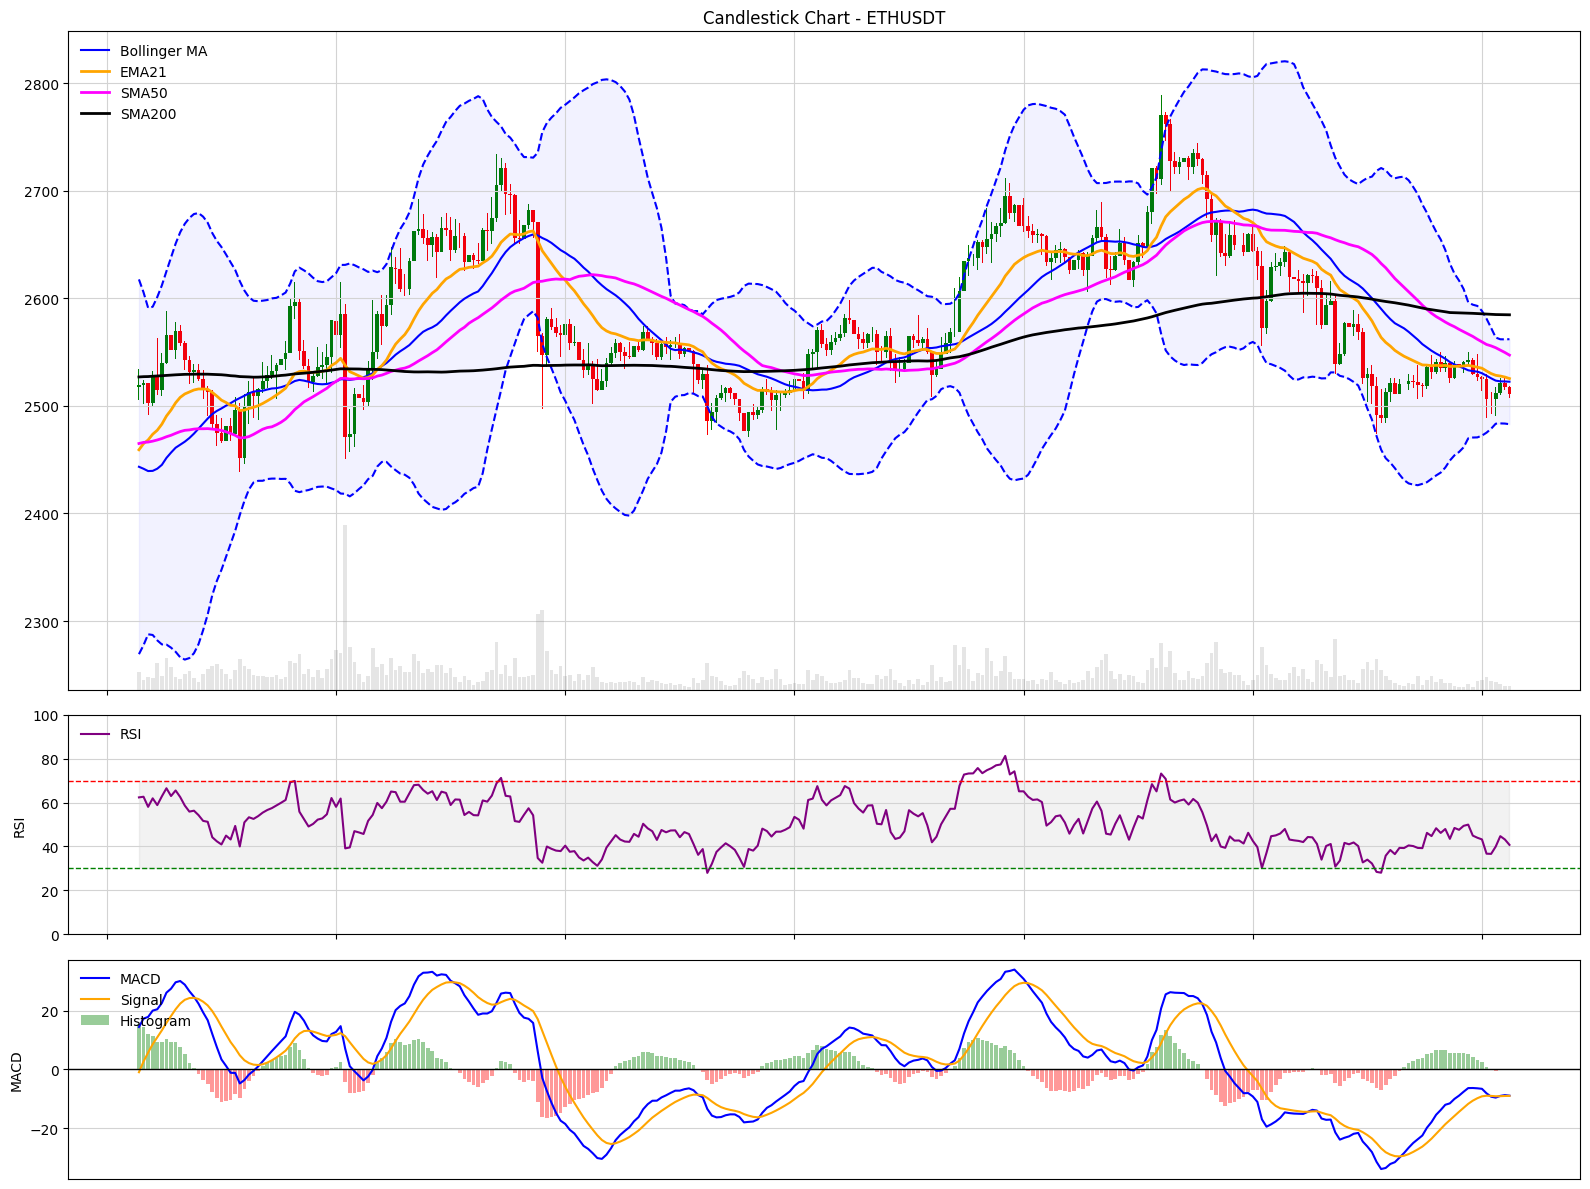 Candlestick Chart - ETHUSDT
Bollinger MA
EMA21
SMA50
SMA200
2800
2700
2600
2500
2400
2300
RSI
100
80
60
40
20
0
RSI
MACD
Signal
Histogram
20
0
−20
MACD